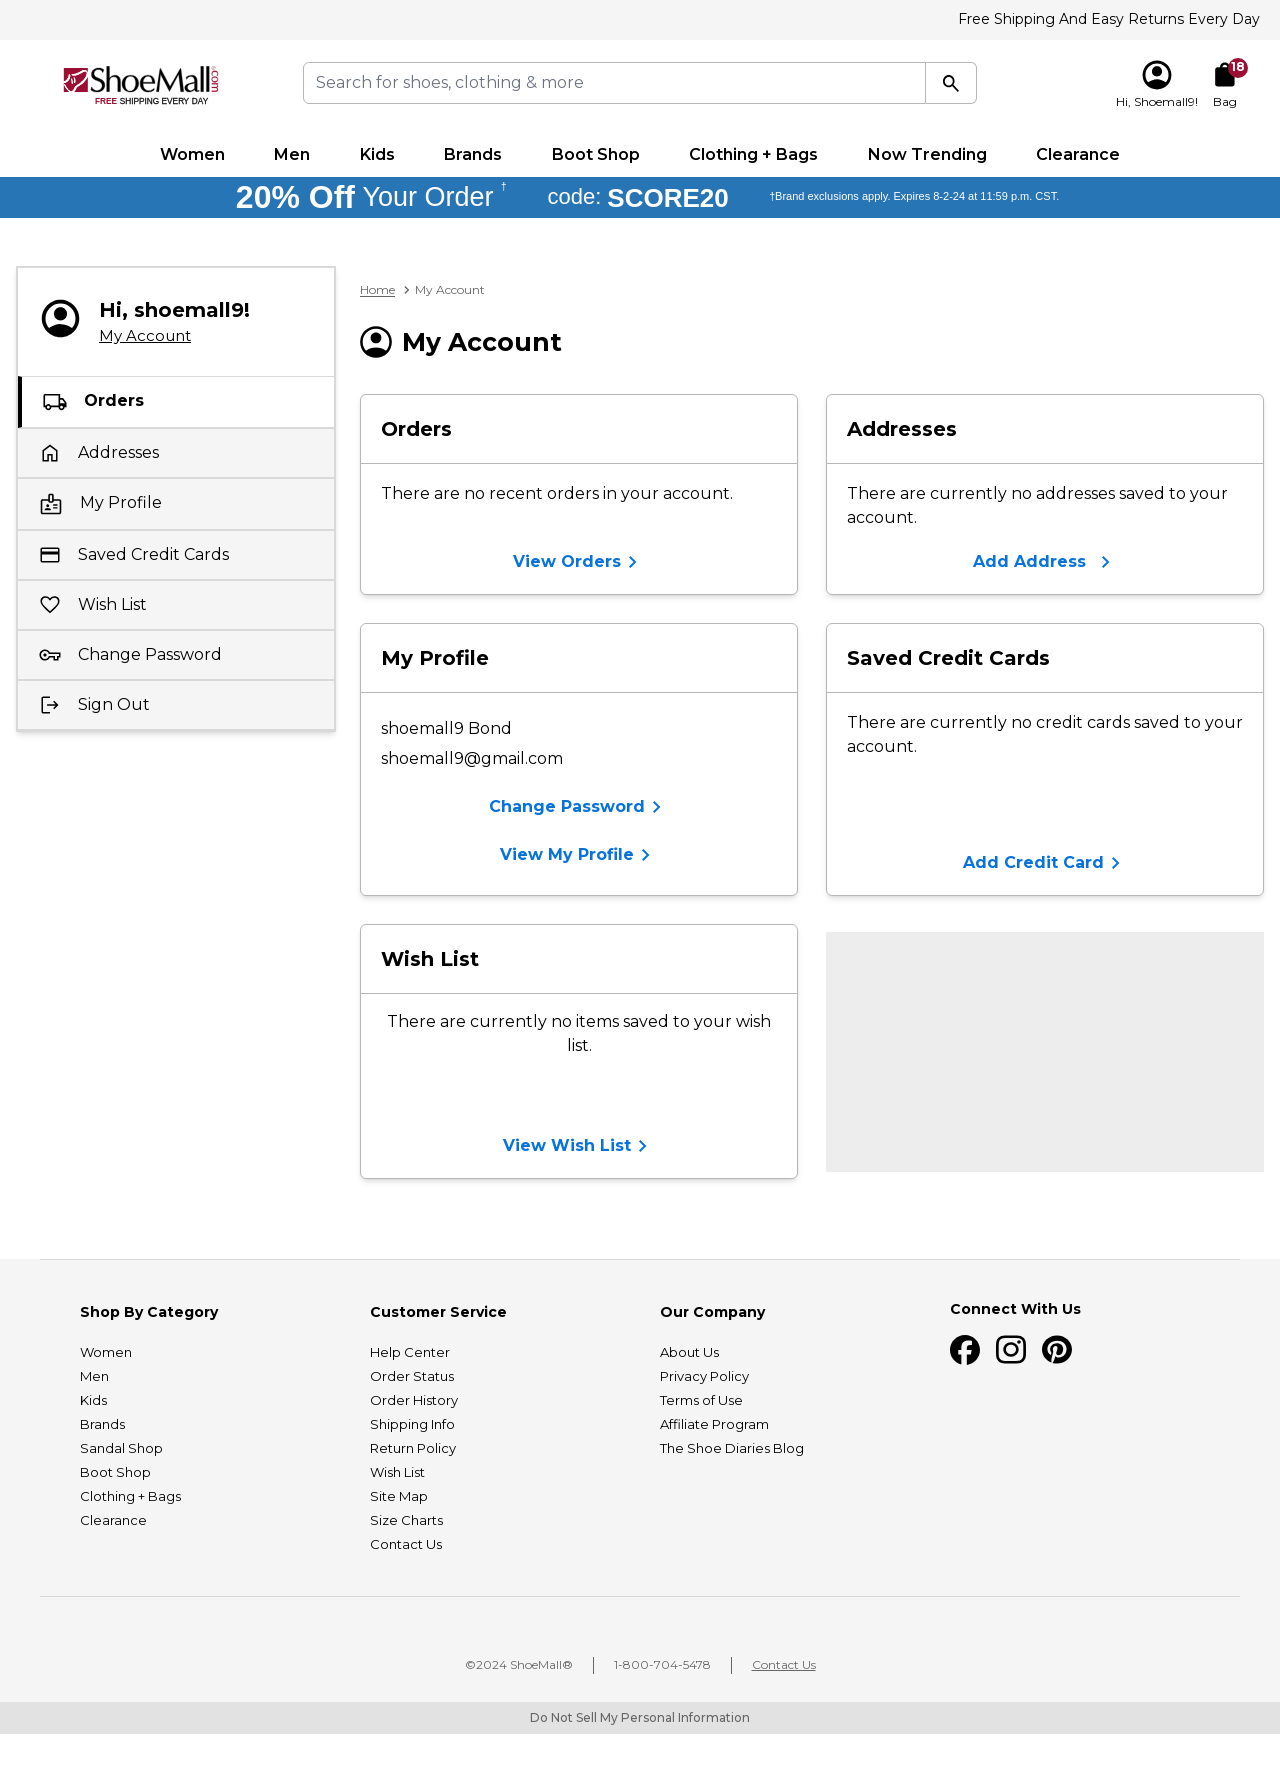 Free Shipping And Easy Returns Every Day
ShoeMall®.com
FREE SHIPPING EVERY DAY
Search for shoes, clothing & more
Hi, Shoemall9!
18
Bag
Women Men Kids Brands Boot Shop Clothing + Bags Now Trending Clearance
20% Off Your Order † code: SCORE20 †Brand exclusions apply. Expires 8-2-24 at 11:59 p.m. CST.
Hi, shoemall9!
My Account
Orders
Addresses
My Profile
Saved Credit Cards
Wish List
Change Password
Sign Out
Home > My Account
My Account
Orders
There are no recent orders in your account.
View Orders
Addresses
There are currently no addresses saved to your
account.
Add Address
My Profile
shoemall9 Bond
shoemall9@gmail.com
Change Password
View My Profile
Saved Credit Cards
There are currently no credit cards saved to your
account.
Add Credit Card
Wish List
There are currently no items saved to your wish
list.
View Wish List
Shop By Category
Women
Men
Kids
Brands
Sandal Shop
Boot Shop
Clothing + Bags
Clearance
Customer Service
Help Center
Order Status
Order History
Shipping Info
Return Policy
Wish List
Site Map
Size Charts
Contact Us
Our Company
About Us
Privacy Policy
Terms of Use
Affiliate Program
The Shoe Diaries Blog
Connect With Us
©2024 ShoeMall® 1-800-704-5478 Contact Us
Do Not Sell My Personal Information